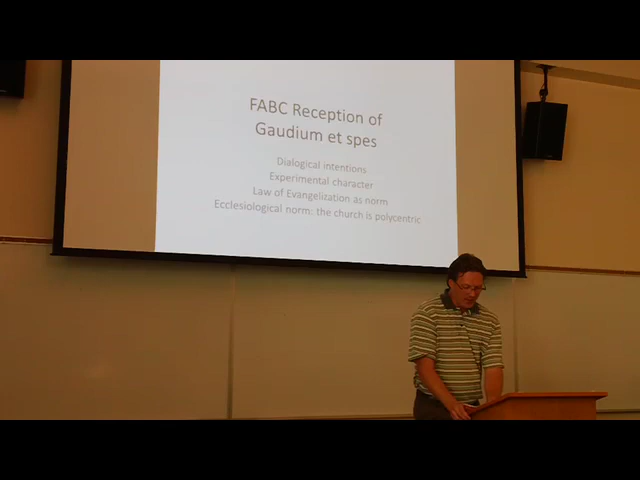 FABC Reception of
Gaudium et spes
Dialogical intentions
Experimental character
Law of Evangelization as norm
Ecclesiological norm: the church is polycentric